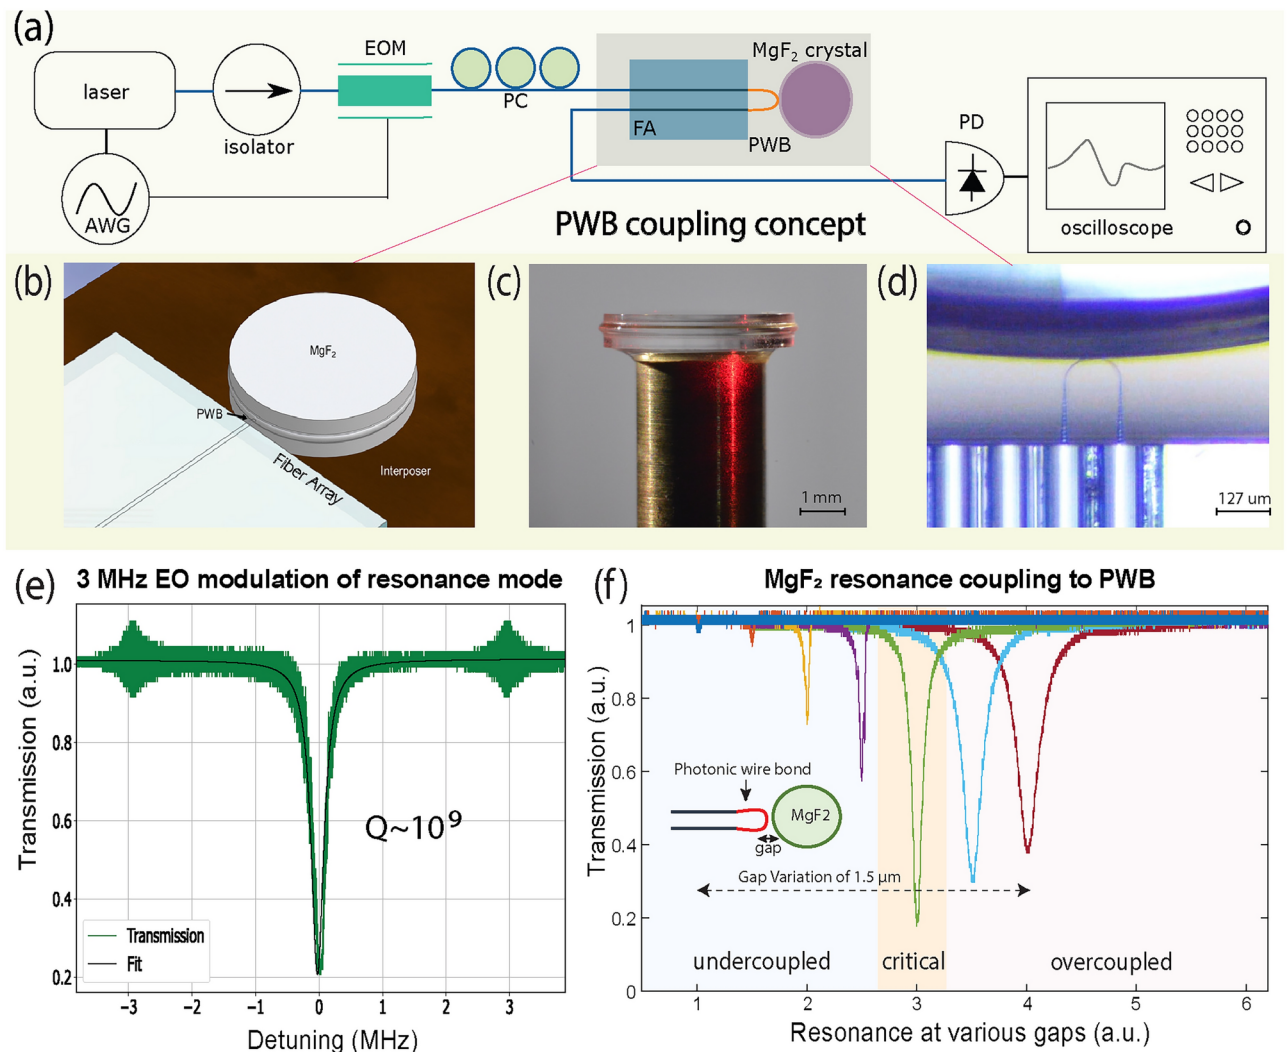 (a)
laser
isolator
AWG
EOM
PC
FA
PWB
MgF₂ crystal
PD
oscilloscope
PWB coupling concept
(b)
MgF₂
PWB
Fiber Array
Interposer
(c)
1 mm
(d)
127 um
(e)
3 MHz EO modulation of resonance mode
Transmission (a.u.)
1.0
0.8
0.6
0.4
0.2
Q~10⁹
Transmission
Fit
−3 −2 −1 0 1 2 3
Detuning (MHz)
(f)
MgF₂ resonance coupling to PWB
Transmission (a.u.)
1
0.8
0.6
0.4
0.2
0
Photonic wire bond
MgF2
gap
Gap Variation of 1.5 µm
undercoupled
critical
overcoupled
1 2 3 4 5 6
Resonance at various gaps (a.u.)